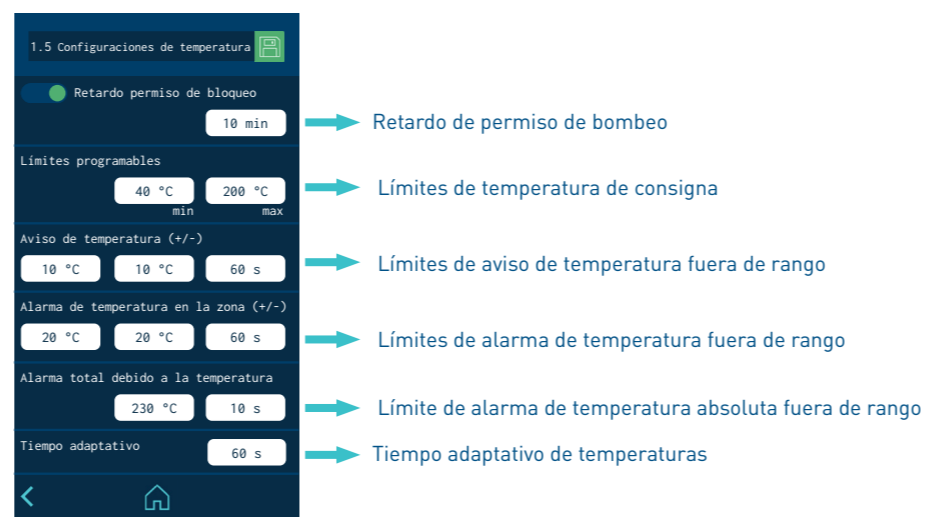 1.5 Configuraciones de temperatura
Retardo permiso de bloqueo
10 min
Retardo de permiso de bombeo
Límites programables
40 °C
200 °C
min
max
Límites de temperatura de consigna
Aviso de temperatura (+/-)
10 °C
10 °C
60 s
Límites de aviso de temperatura fuera de rango
Alarma de temperatura en la zona (+/-)
20 °C
20 °C
60 s
Límites de alarma de temperatura fuera de rango
Alarma total debido a la temperatura
230 °C
10 s
Límite de alarma de temperatura absoluta fuera de rango
Tiempo adaptativo
60 s
Tiempo adaptativo de temperaturas